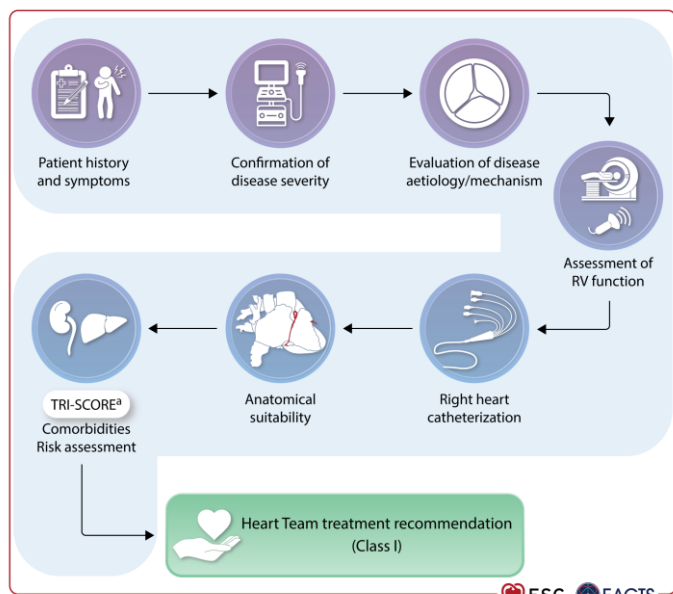 Patient history
and symptoms
Confirmation of
disease severity
Evaluation of disease
aetiology/mechanism
Assessment of
RV function
Right heart
catheterization
Anatomical
suitability
TRI-SCOREᵃ
Comorbidities
Risk assessment
Heart Team treatment recommendation
(Class I)